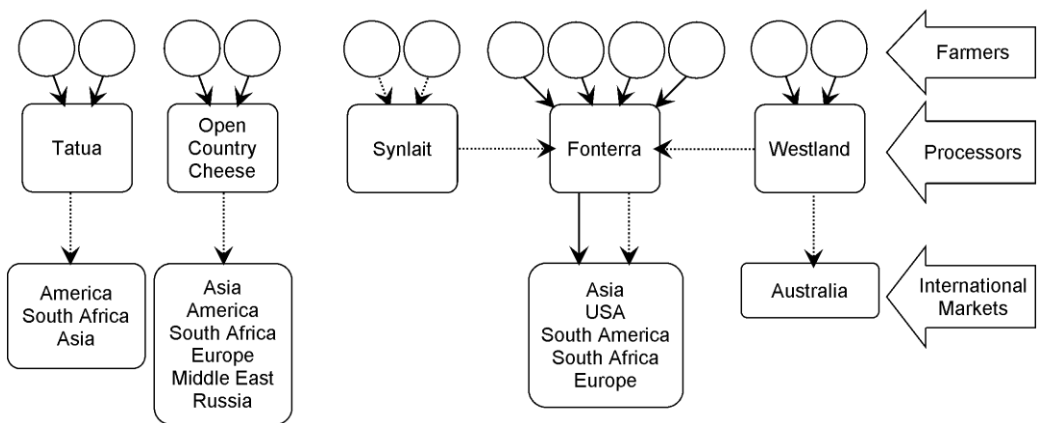 Farmers
Tatua
Open
Country
Cheese
Synlait
Fonterra
Westland
Processors
America
South Africa
Asia
Asia
America
South Africa
Europe
Middle East
Russia
Asia
USA
South America
South Africa
Europe
Australia
International
Markets